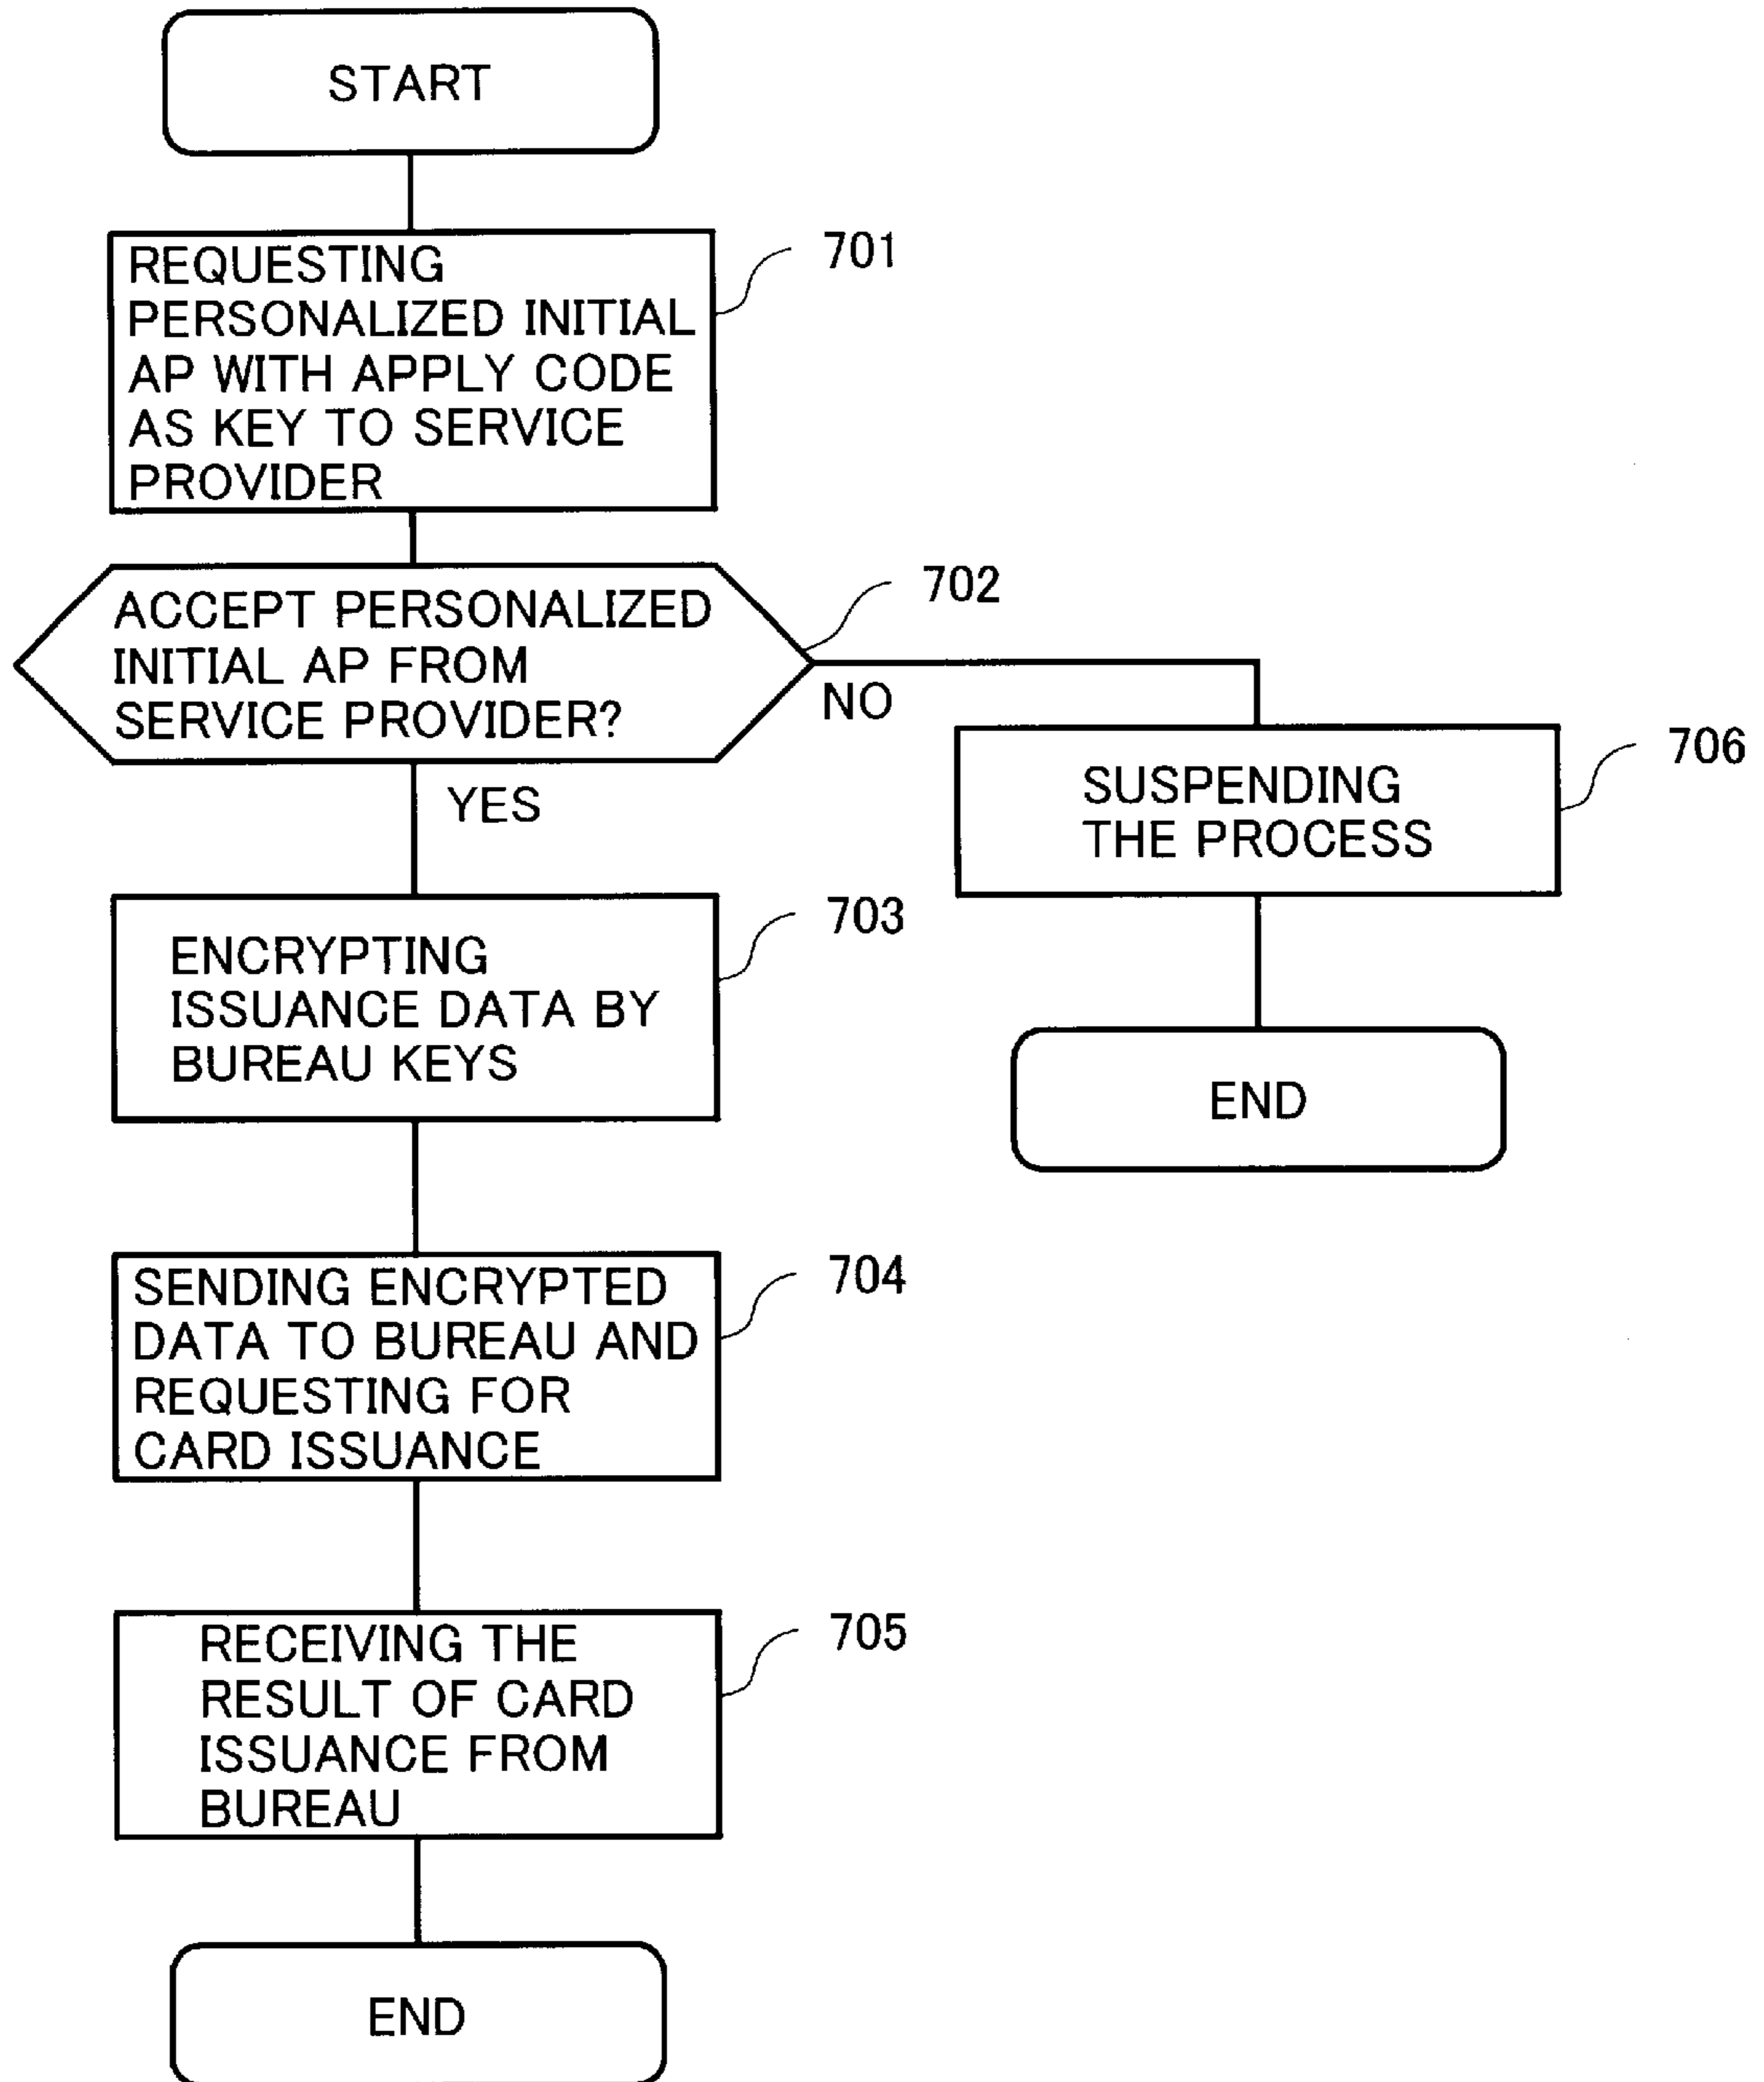 START
701
REQUESTING
PERSONALIZED INITIAL
AP WITH APPLY CODE
AS KEY TO SERVICE
PROVIDER
702
ACCEPT PERSONALIZED
INITIAL AP FROM
SERVICE PROVIDER?
NO
YES
706
SUSPENDING
THE PROCESS
END
703
ENCRYPTING
ISSUANCE DATA BY
BUREAU KEYS
704
SENDING ENCRYPTED
DATA TO BUREAU AND
REQUESTING FOR
CARD ISSUANCE
705
RECEIVING THE
RESULT OF CARD
ISSUANCE FROM
BUREAU
END